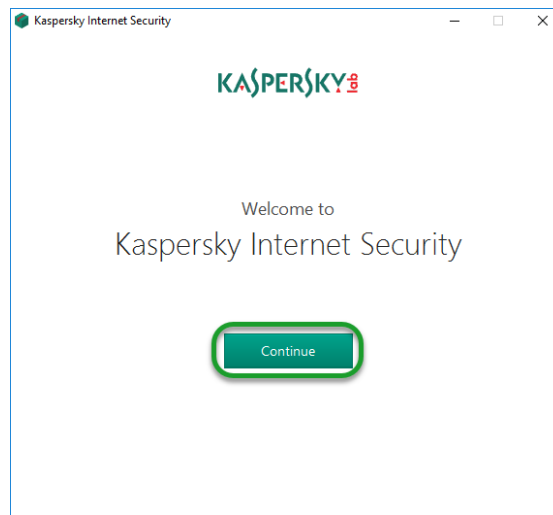 Kaspersky Internet Security
KASPERSKY lab
Welcome to
Kaspersky Internet Security
Continue